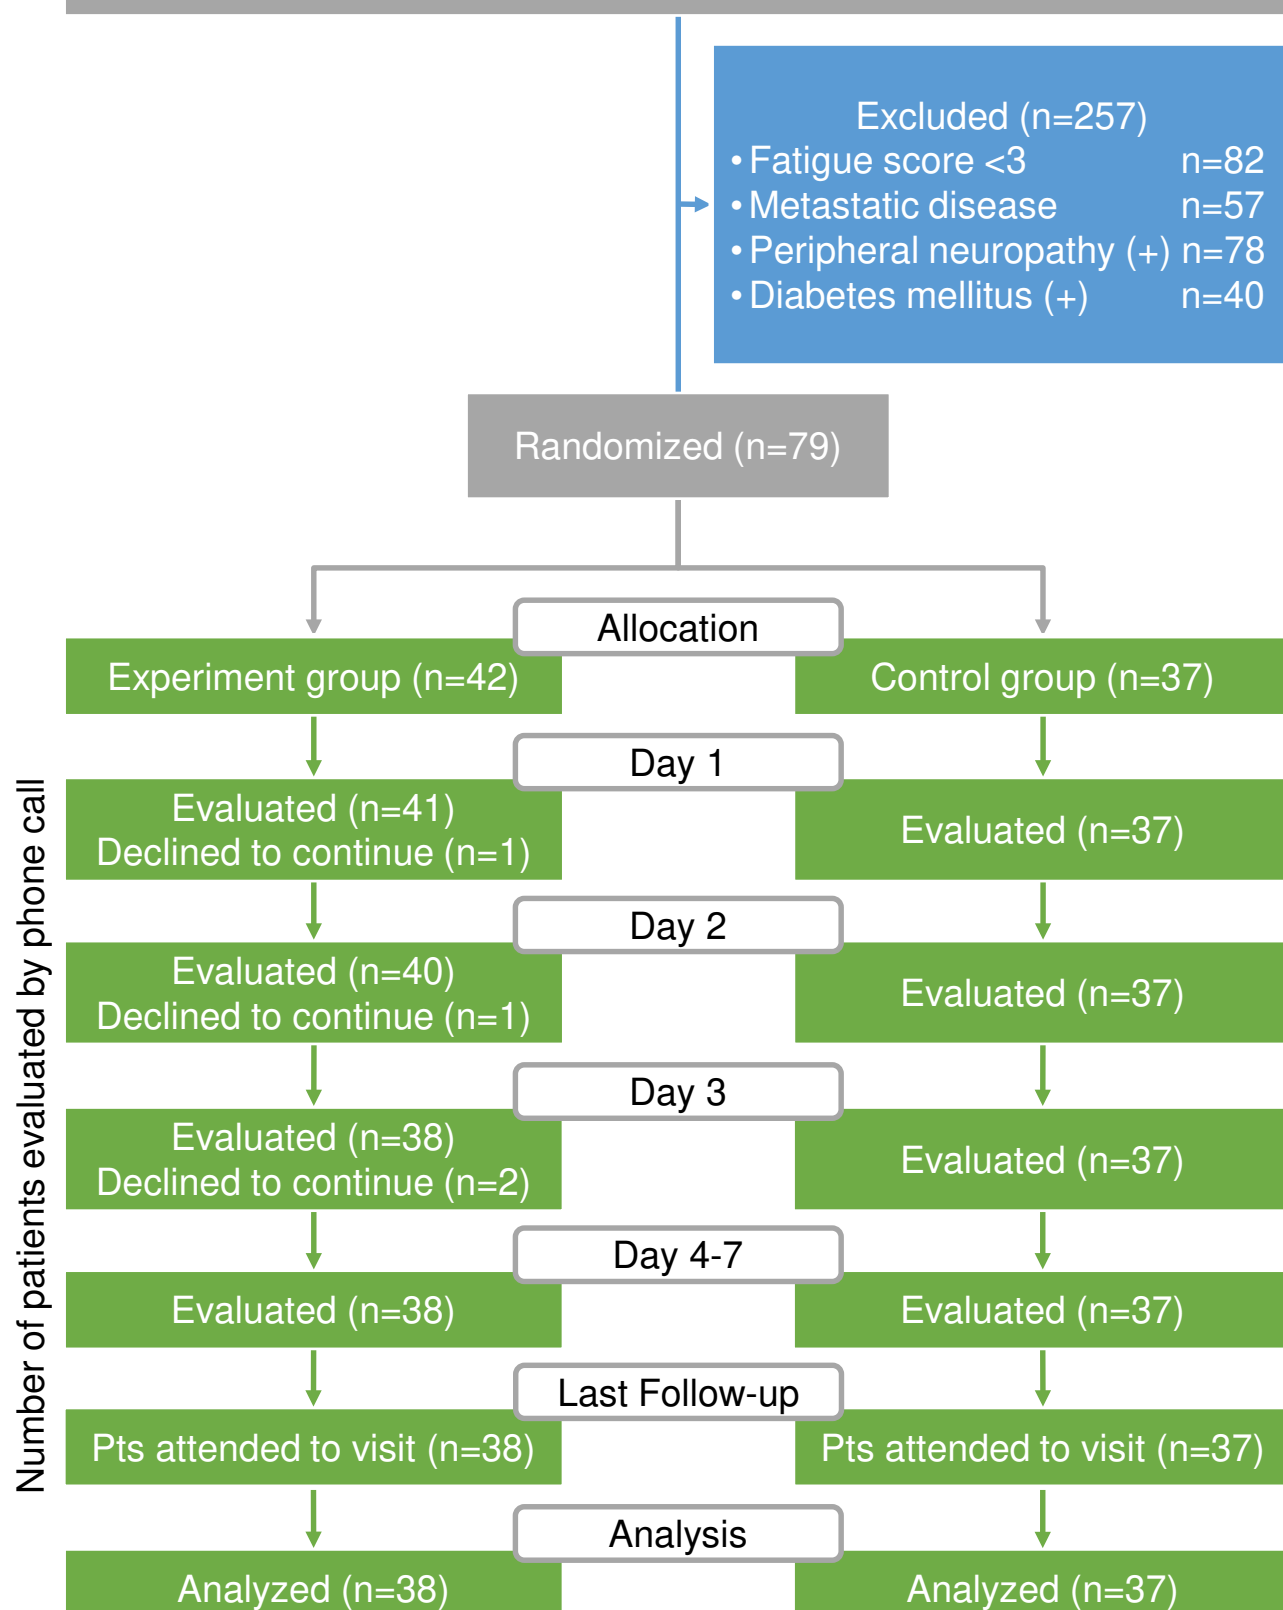 Excluded (n=257)
• Fatigue score <3 n=82
• Metastatic disease n=57
• Peripheral neuropathy (+) n=78
• Diabetes mellitus (+) n=40
Randomized (n=79)
Allocation
Experiment group (n=42)
Control group (n=37)
Day 1
Evaluated (n=41)
Declined to continue (n=1)
Evaluated (n=37)
Day 2
Evaluated (n=40)
Declined to continue (n=1)
Evaluated (n=37)
Day 3
Evaluated (n=38)
Declined to continue (n=2)
Evaluated (n=37)
Day 4-7
Evaluated (n=38)
Evaluated (n=37)
Last Follow-up
Pts attended to visit (n=38)
Pts attended to visit (n=37)
Analysis
Analyzed (n=38)
Analyzed (n=37)
Number of patients evaluated by phone call